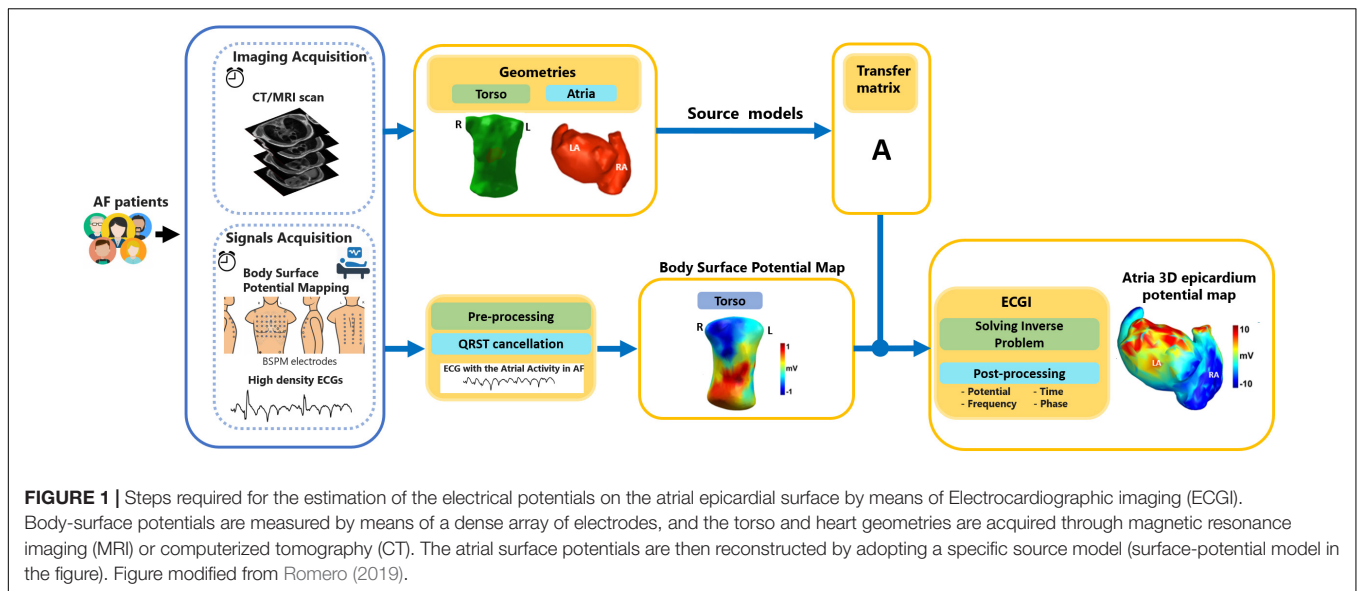 AF patients
Imaging Acquisition
CT/MRI scan
Signals Acquisition
Body Surface
Potential Mapping
BSPM electrodes
High density ECGs
Geometries
Torso
Atria
R
L
LA
RA
Source models
Transfer
matrix
A
Pre-processing
QRST cancellation
ECG with the Atrial Activity in AF
Body Surface Potential Map
Torso
R
L
1
mV
-1
ECGI
Solving Inverse
Problem
Post-processing
- Potential - Time
- Frequency - Phase
Atria 3D epicardium
potential map
LA
RA
10
mV
-10
FIGURE 1 | Steps required for the estimation of the electrical potentials on the atrial epicardial surface by means of Electrocardiographic imaging (ECGI).
Body-surface potentials are measured by means of a dense array of electrodes, and the torso and heart geometries are acquired through magnetic resonance
imaging (MRI) or computerized tomography (CT). The atrial surface potentials are then reconstructed by adopting a specific source model (surface-potential model in
the figure). Figure modified from Romero (2019).